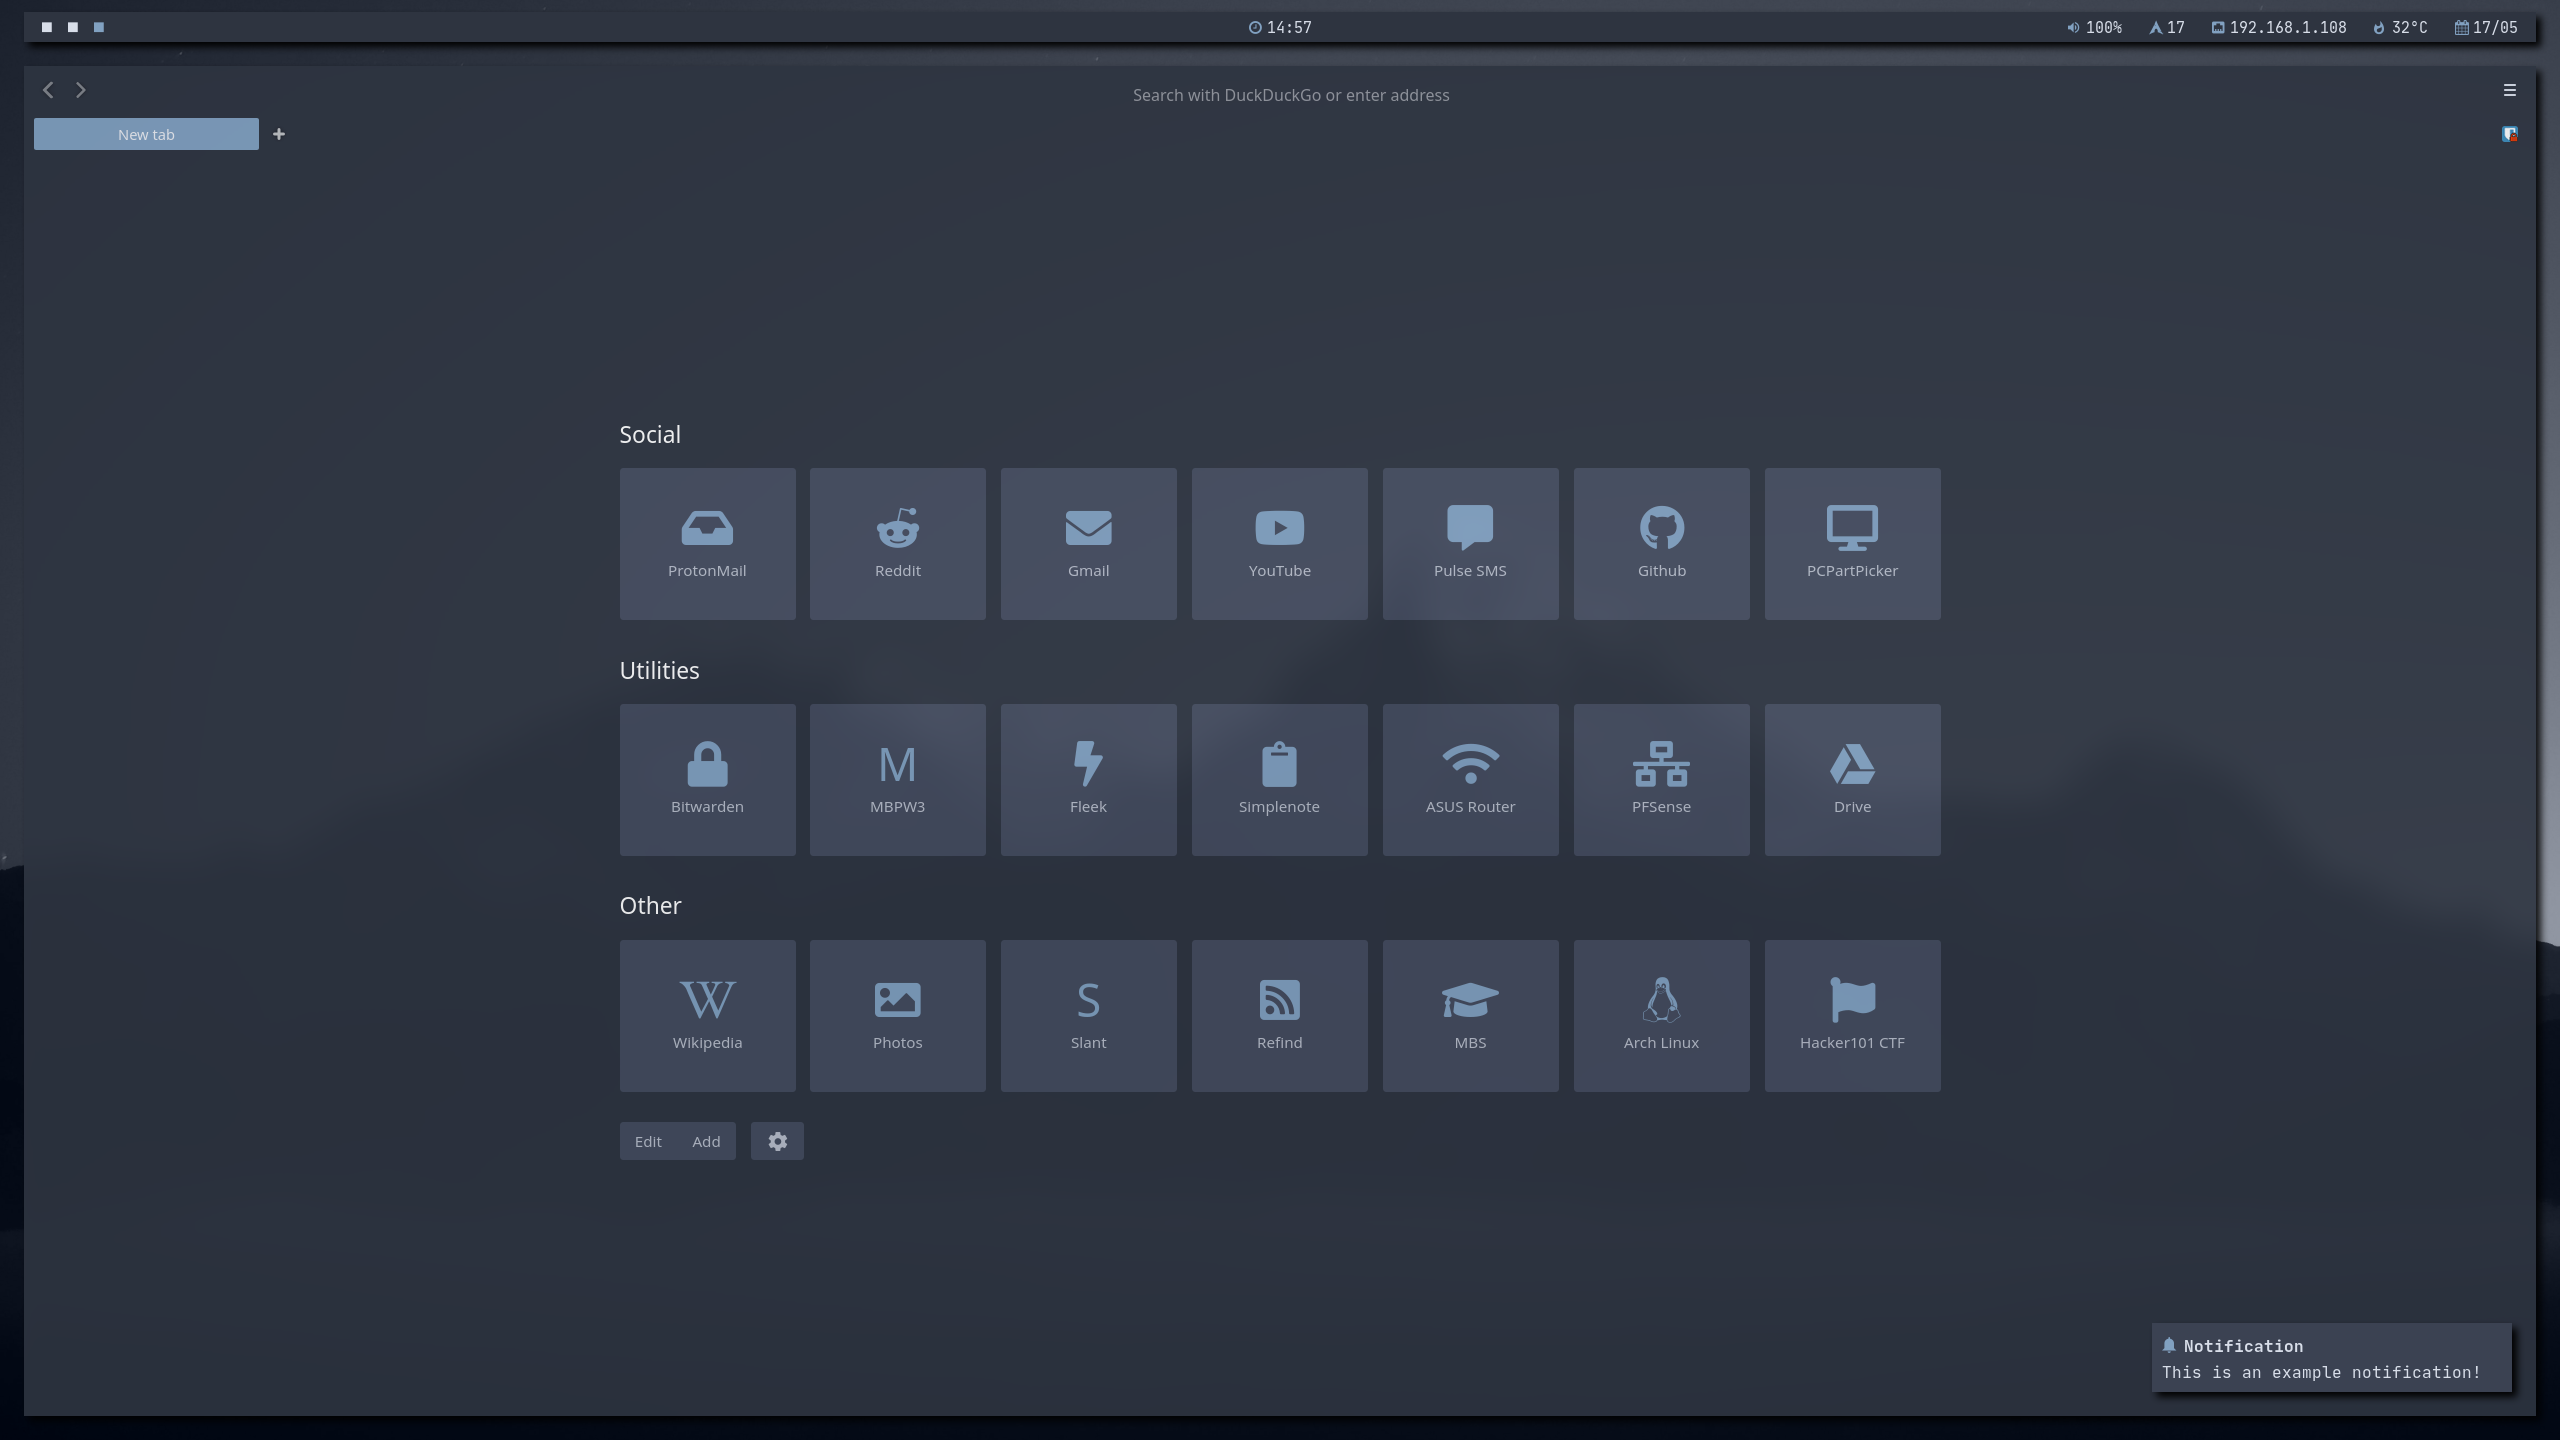 14:57
100% 17 192.168.1.108 32°C 17/05
Search with DuckDuckGo or enter address
New tab
Social
ProtonMail Reddit Gmail YouTube Pulse SMS Github PCPartPicker
Utilities
M
Bitwarden MBPW3 Fleek Simplenote ASUS Router PFSense Drive
Other
W S
Wikipedia Photos Slant Refind MBS Arch Linux Hacker101 CTF
Edit Add
Notification
This is an example notification!